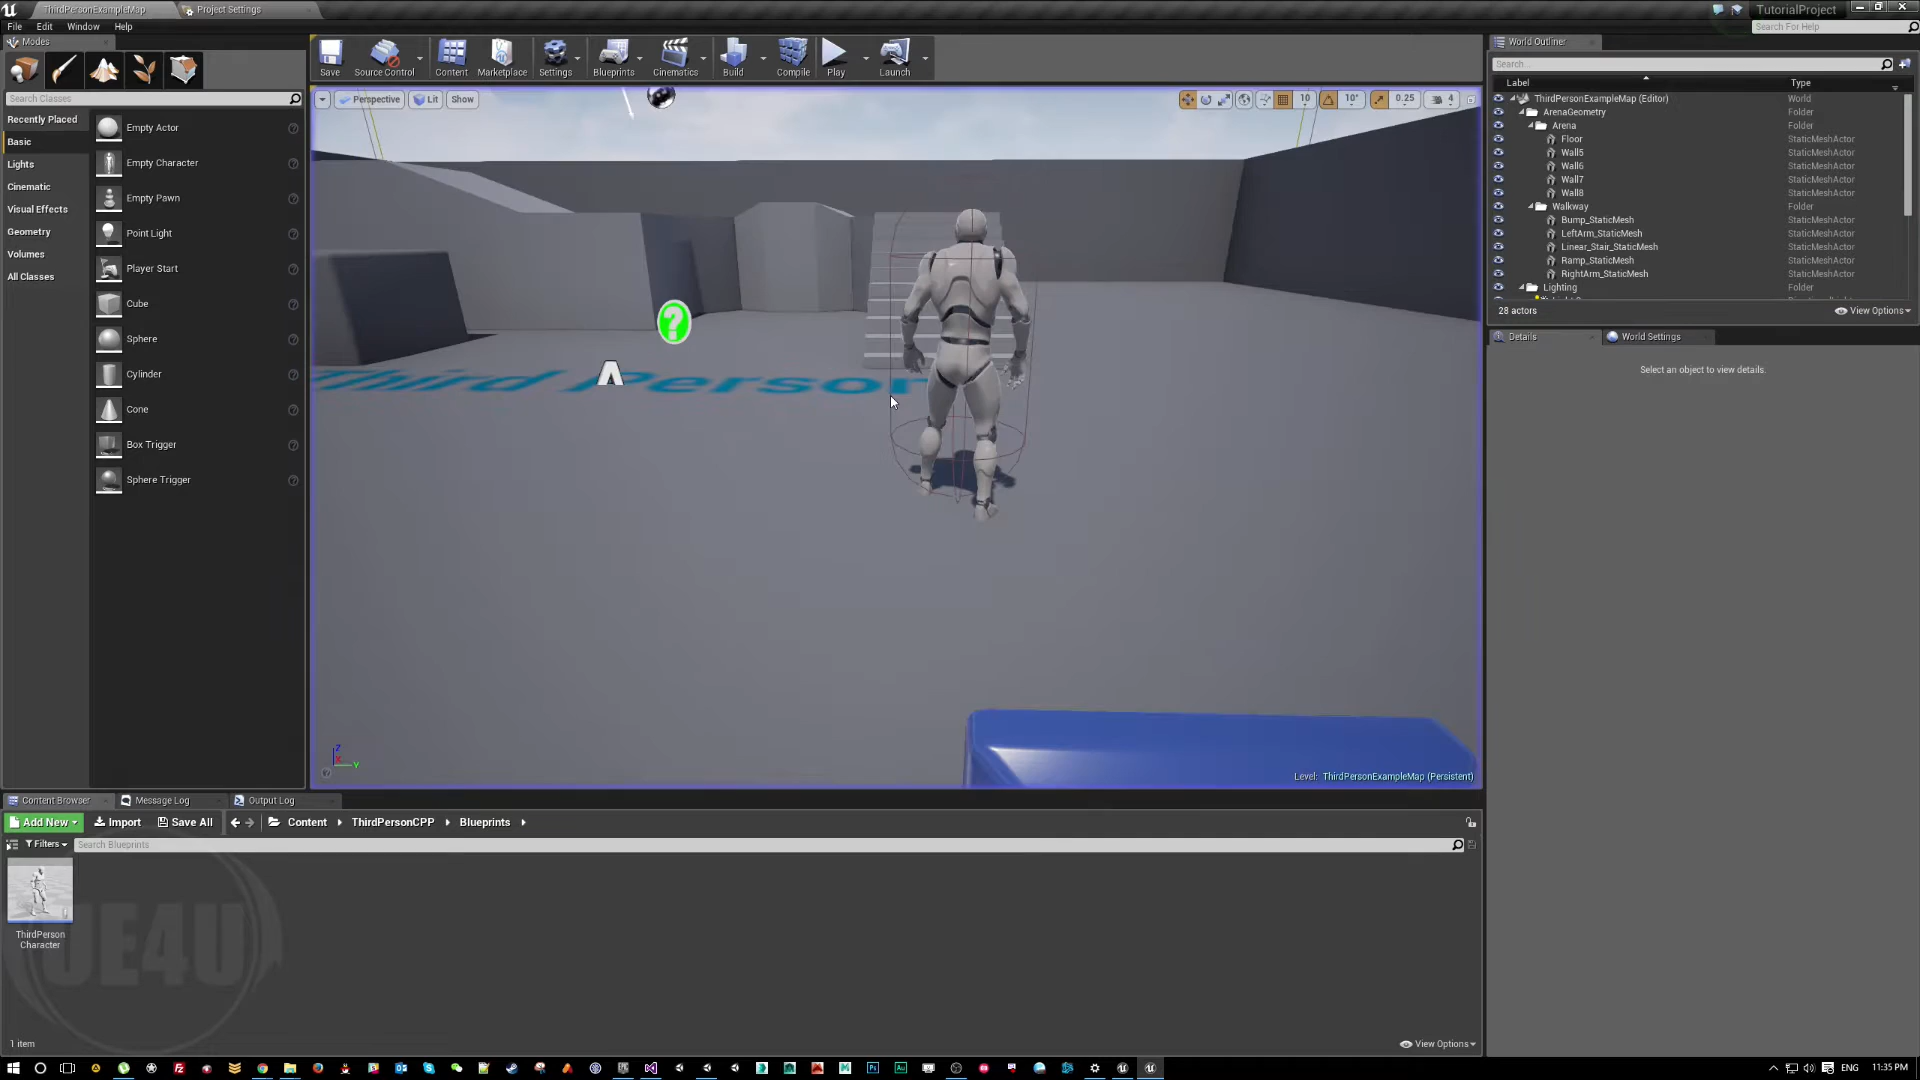 ThirdPersonExampleMap
Project Settings
TutorialProject
File Edit Window Help
Search For Help
Modes
Save
Source Control
Content
Marketplace
Settings
Blueprints
Cinematics
Build
Compile
Play
Launch
World Outliner
Search...
Label Type
Search Classes
Perspective Lit Show
10 10° 0.25 4
Recently Placed
Basic
Lights
Cinematic
Visual Effects
Geometry
Volumes
All Classes
Empty Actor
Empty Character
Empty Pawn
Point Light
Player Start
Cube
Sphere
Cylinder
Cone
Box Trigger
Sphere Trigger
ThirdPersonExampleMap (Editor) World
ArenaGeometry Folder
Arena Folder
Floor StaticMeshActor
Wall5 StaticMeshActor
Wall6 StaticMeshActor
Wall7 StaticMeshActor
Wall8 StaticMeshActor
Walkway Folder
Bump_StaticMesh StaticMeshActor
LeftArm_StaticMesh StaticMeshActor
Linear_Stair_StaticMesh StaticMeshActor
Ramp_StaticMesh StaticMeshActor
RightArm_StaticMesh StaticMeshActor
Lighting Folder
28 actors View Options
Details World Settings
Select an object to view details.
?
Third Person
Z
X
Y
Level: ThirdPersonExampleMap (Persistent)
Content Browser Message Log Output Log
Add New Import Save All Content ThirdPersonCPP Blueprints
Filters Search Blueprints
ThirdPerson
Character
UE4U
1 item View Options
ENG 11:35 PM